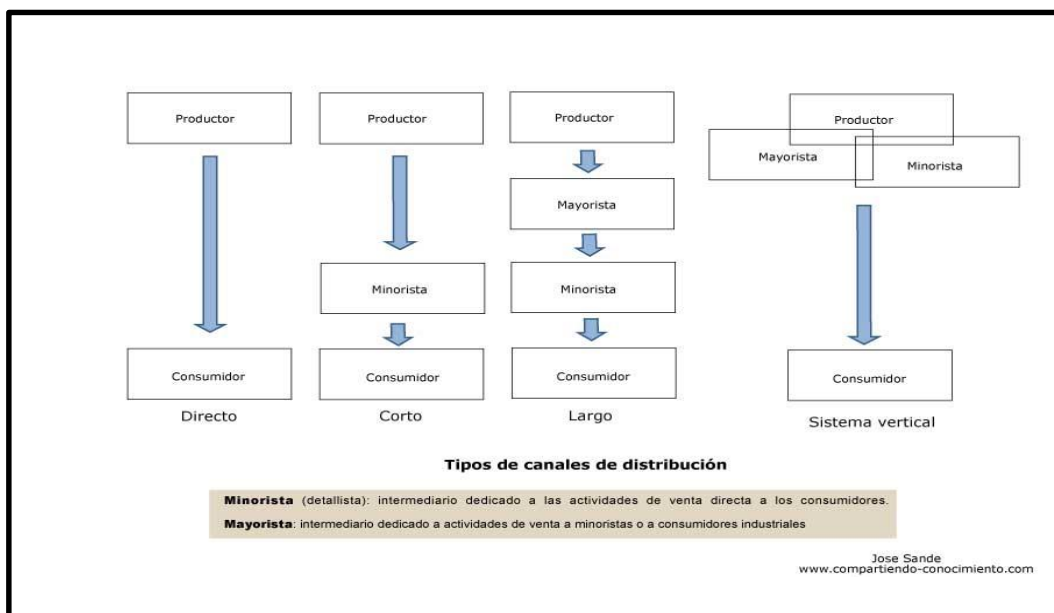 Productor
Productor
Productor
Productor
Mayorista
Minorista
Mayorista
Minorista
Minorista
Consumidor
Consumidor
Consumidor
Consumidor
Directo
Corto
Largo
Sistema vertical
Tipos de canales de distribución
Minorista (detallista): intermediario dedicado a las actividades de venta directa a los consumidores.
Mayorista: intermediario dedicado a actividades de venta a minoristas o a consumidores industriales
Jose Sande
www.compartiendo-conocimiento.com